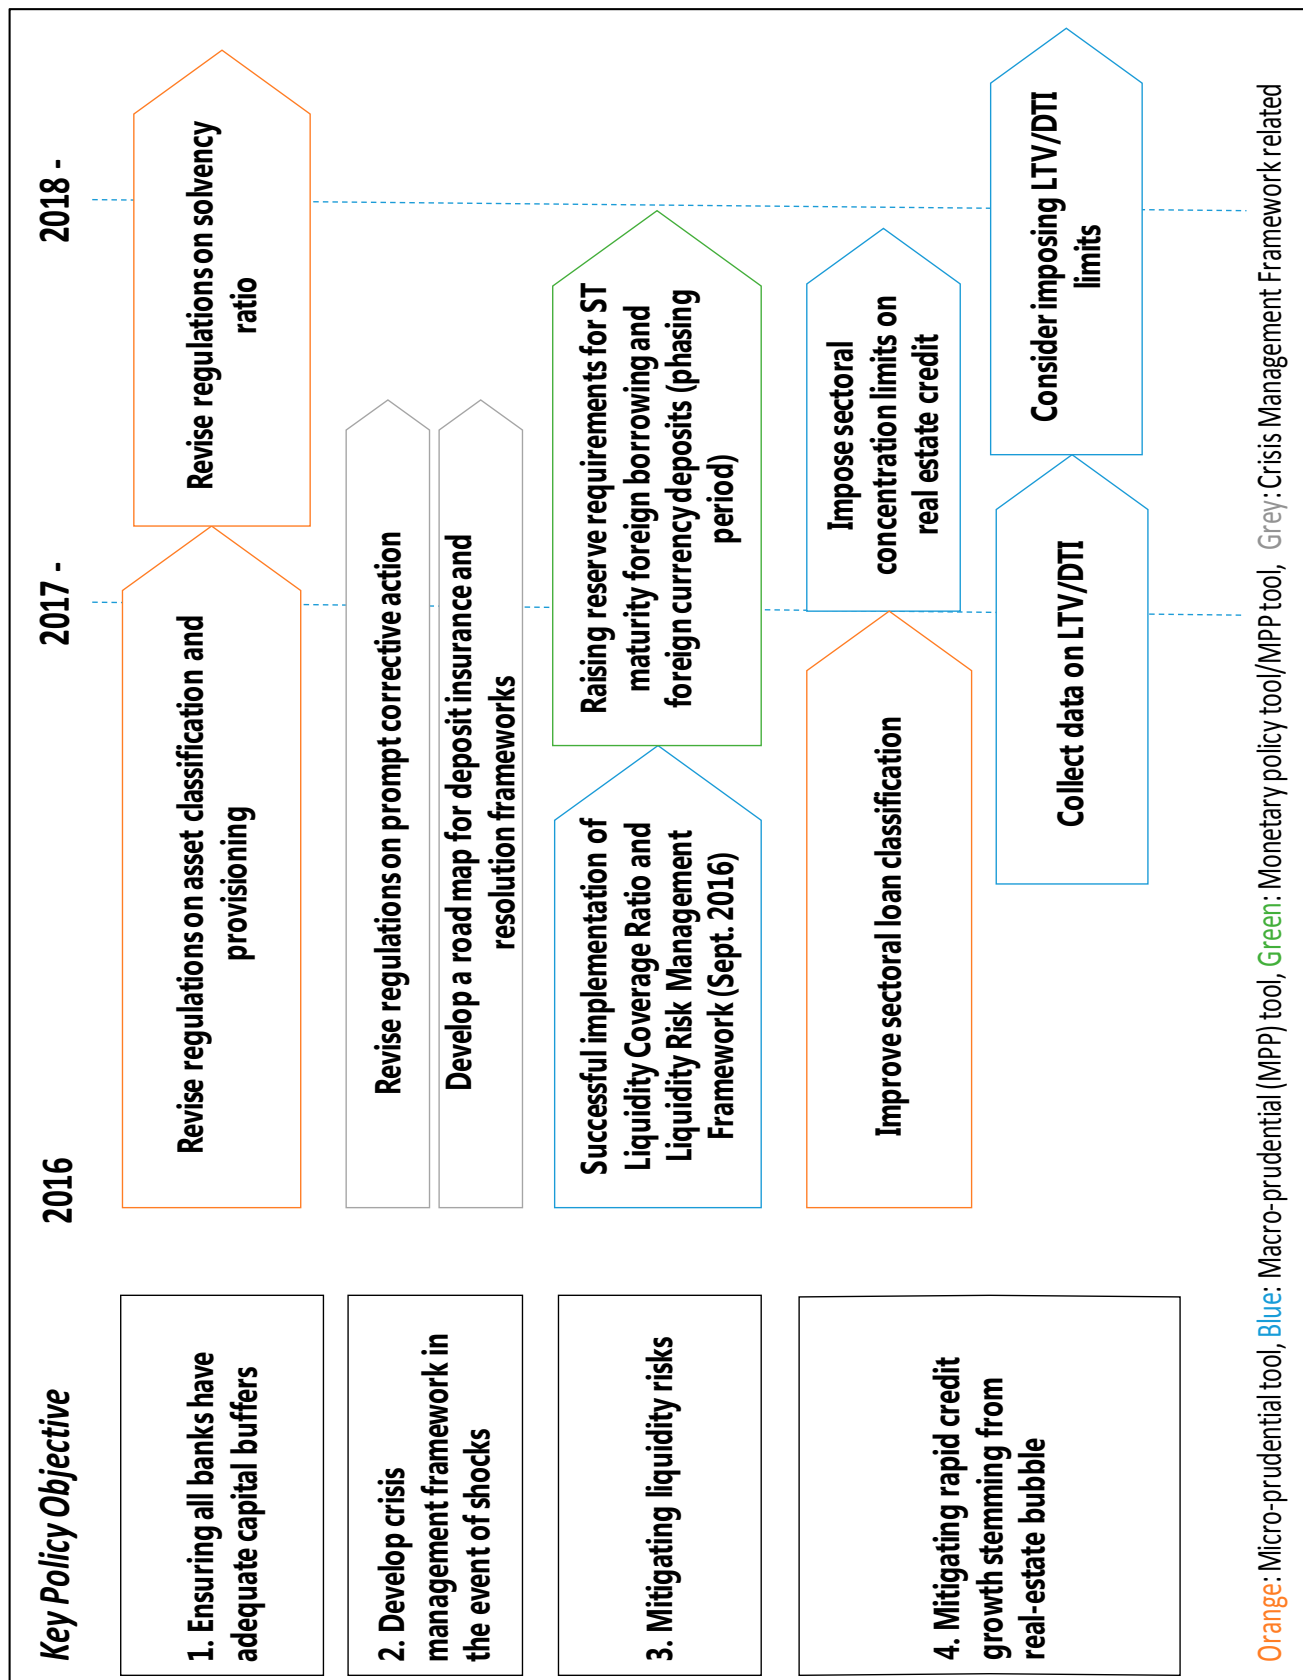 Key Policy Objective
2016
2017 -
2018 -
1. Ensuring all banks have
adequate capital buffers
Revise regulations on asset classification and
provisioning
Revise regulations on solvency
ratio
2. Develop crisis
management framework in
the event of shocks
Revise regulations on prompt corrective action
Develop a road map for deposit insurance and
resolution frameworks
3. Mitigating liquidity risks
Successful implementation of
Liquidity Coverage Ratio and
Liquidity Risk Management
Framework (Sept. 2016)
Raising reserve requirements for ST
maturity foreign borrowing and
foreign currency deposits (phasing
period)
4. Mitigating rapid credit
growth stemming from
real-estate bubble
Improve sectoral loan classification
Impose sectoral
concentration limits on
real estate credit
Collect data on LTV/DTI
Consider imposing LTV/DTI
limits
Orange: Micro-prudential tool, Blue: Macro-prudential (MPP) tool, Green: Monetary policy tool/MPP tool, Grey: Crisis Management Framework related